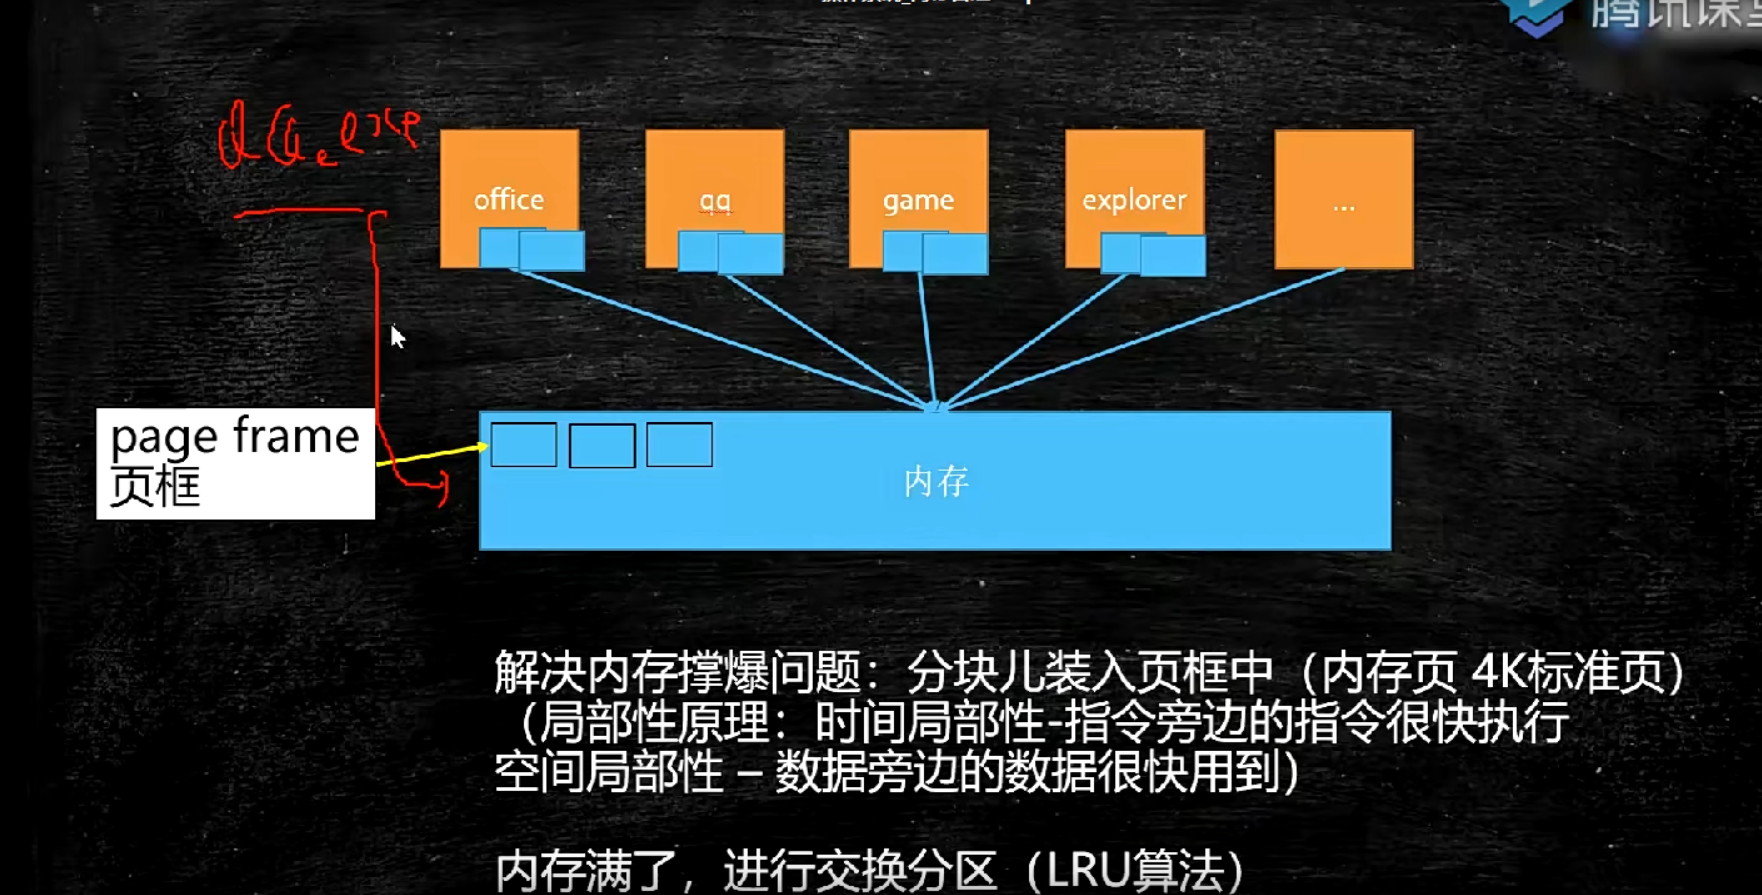 腾讯课堂
QQ.exe
office
qq
game
explorer
...
page frame
页框
内存
解决内存撑爆问题：分块儿装入页框中（内存页 4K标准页）
（局部性原理：时间局部性-指令旁边的指令很快执行
空间局部性 – 数据旁边的数据很快用到）
内存满了，进行交换分区（LRU算法）